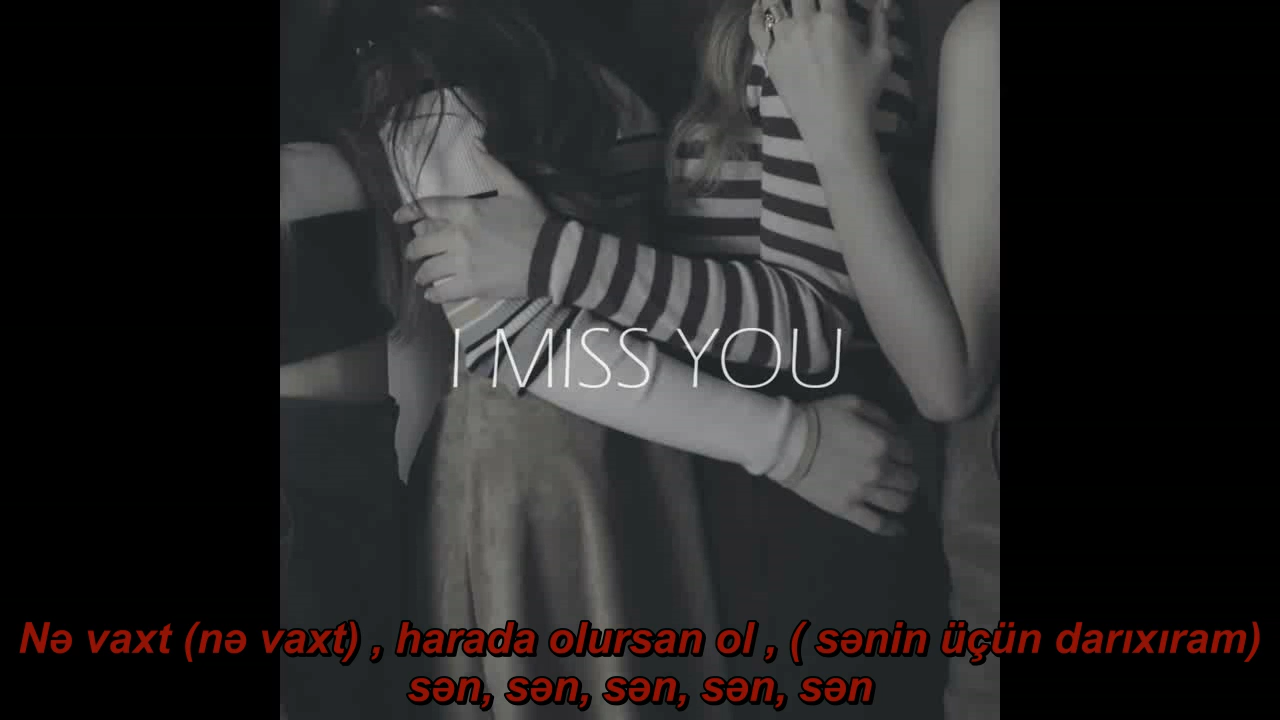 I MISS YOU
Nə vaxt (nə vaxt) , harada olursan ol , ( sənin üçün darıxıram)
sən, sən, sən, sən, sən